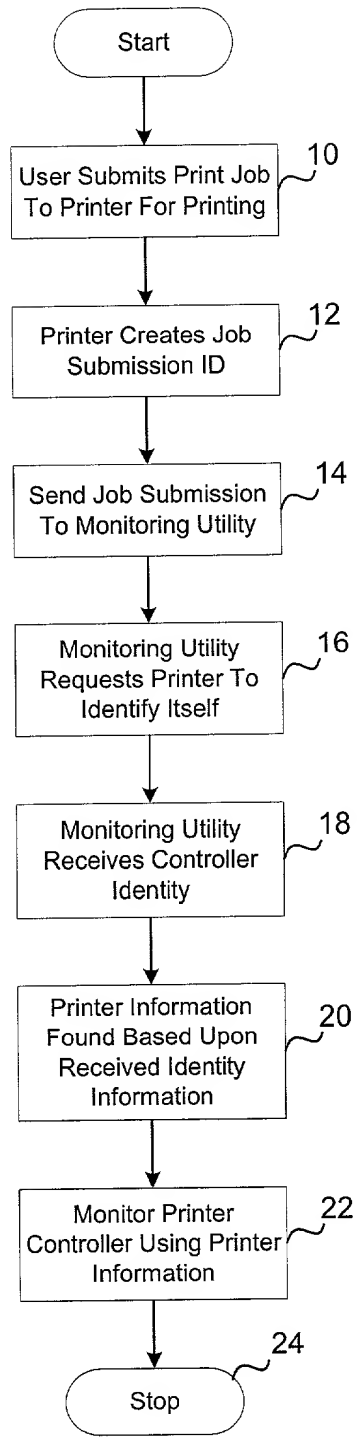 Start
User Submits Print Job
To Printer For Printing
10
Printer Creates Job
Submission ID
12
Send Job Submission
To Monitoring Utility
14
Monitoring Utility
Requests Printer To
Identify Itself
16
Monitoring Utility
Receives Controller
Identity
18
Printer Information
Found Based Upon
Received Identity
Information
20
Monitor Printer
Controller Using Printer
Information
22
Stop
24